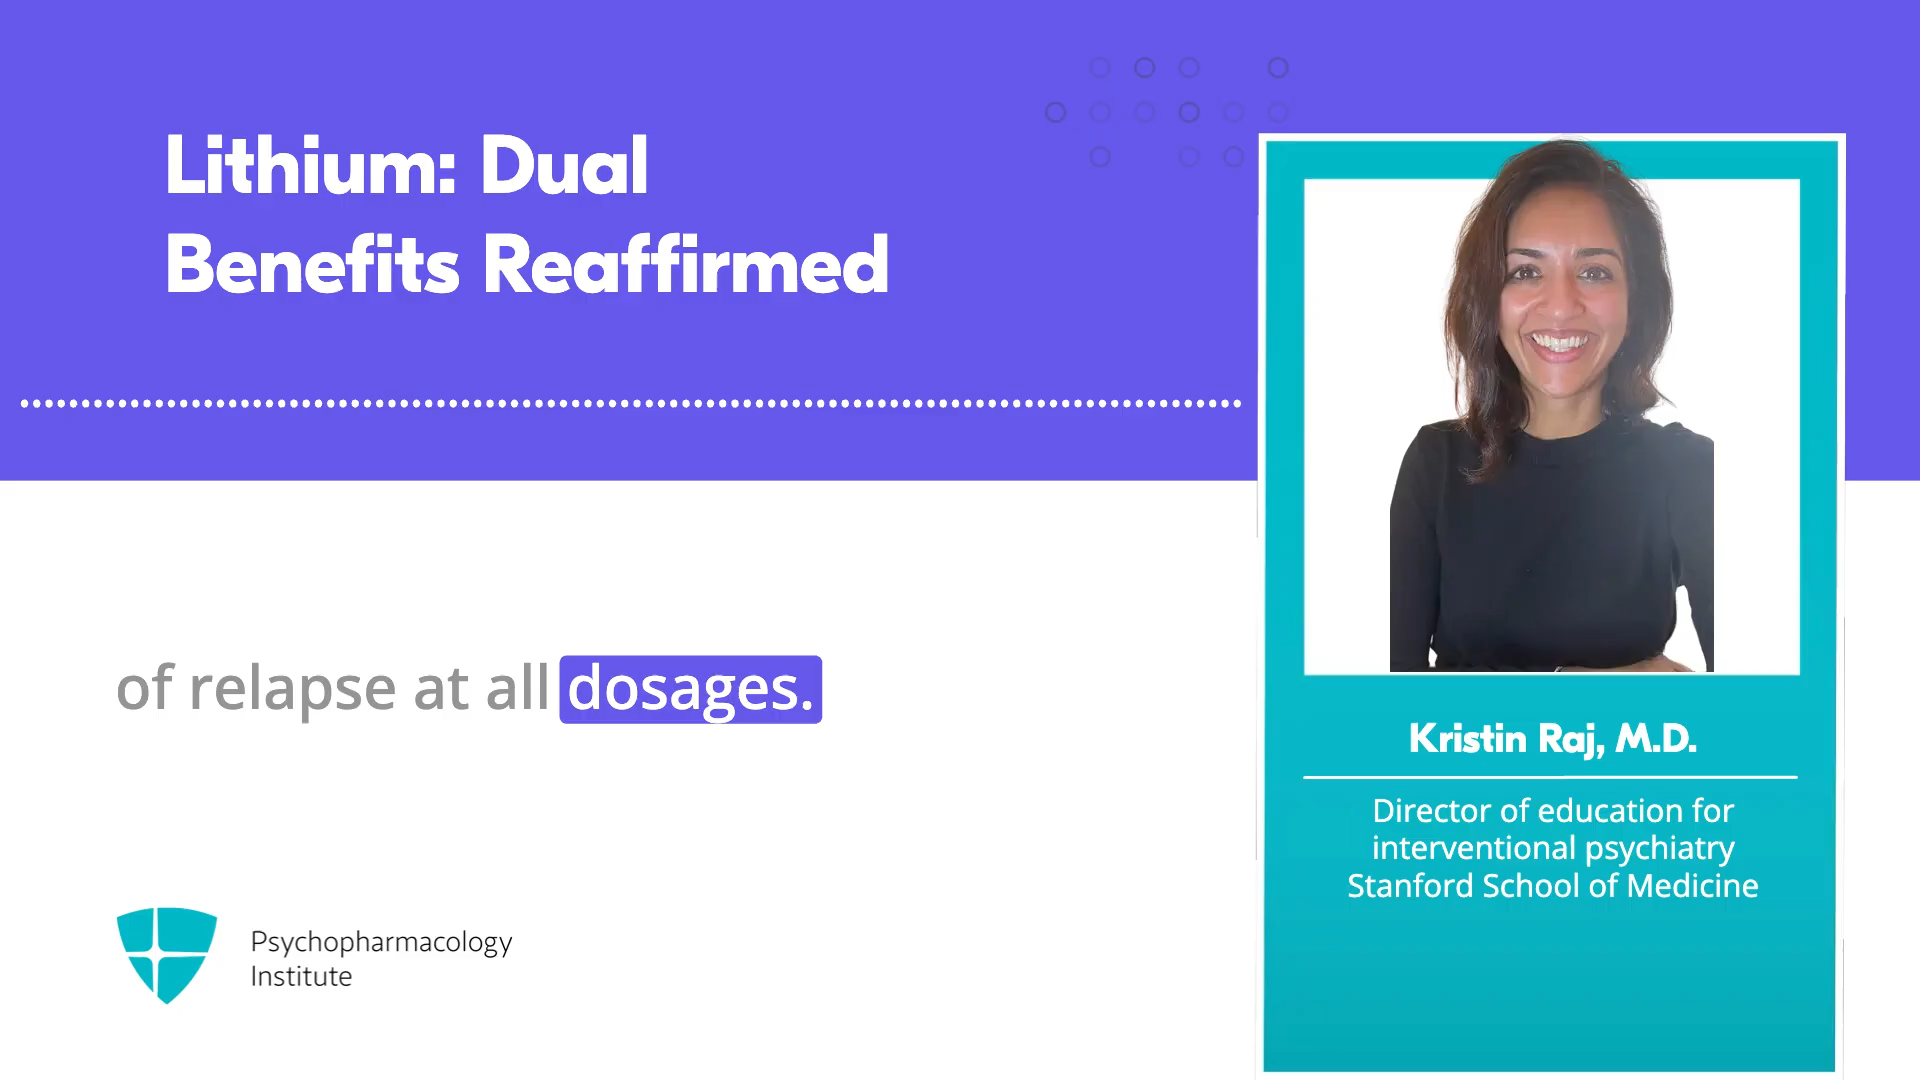 Lithium: Dual
Benefits Reaffirmed
of relapse at all dosages.
Psychopharmacology
Institute
Kristin Raj, M.D.
Director of education for
interventional psychiatry
Stanford School of Medicine